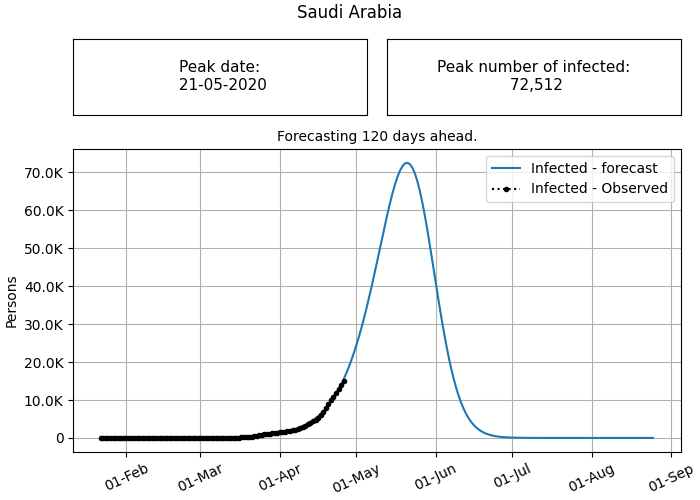 Saudi Arabia
Peak date:
21-05-2020
Peak number of infected:
72,512
Forecasting 120 days ahead.
Infected - forecast
Infected - Observed
70.0K
60.0K
50.0K
40.0K
30.0K
20.0K
10.0K
0
Persons
01-Feb
01-Mar
01-Apr
01-May
01-Jun
01-Jul
01-Aug
01-Sep